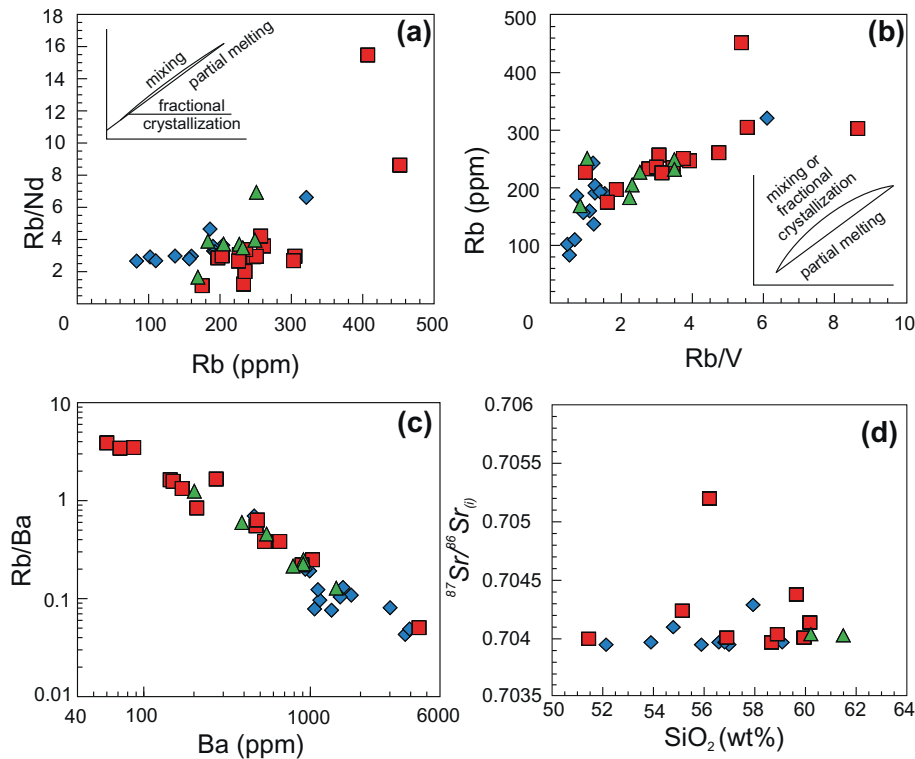 (a)
18
16
14
12
10
8
6
4
2
0
100
200
300
400
500
Rb/Nd
Rb (ppm)
mixing
partial melting
fractional
crystallization
(b)
500
400
300
200
100
0
2
4
6
8
10
Rb (ppm)
Rb/V
mixing or
fractional
crystallization
partial melting
(c)
10
1
0.1
0.01
40
100
1000
6000
Rb/Ba
Ba (ppm)
(d)
0.706
0.7055
0.705
0.7045
0.704
0.7035
50
52
54
56
58
60
62
64
⁸⁷Sr/⁸⁶Sr₍ᵢ₎
SiO₂ (wt%)